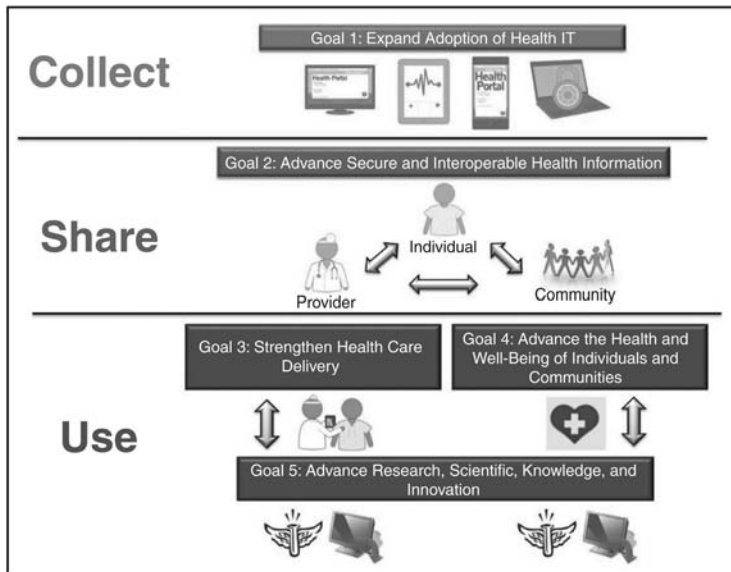 Collect
Goal 1: Expand Adoption of Health IT
Health Portal
Health
Portal
Share
Goal 2: Advance Secure and Interoperable Health Information
Individual
Provider
Community
Use
Goal 3: Strengthen Health Care
Delivery
Goal 4: Advance the Health and
Well-Being of Individuals and
Communities
Goal 5: Advance Research, Scientific, Knowledge, and
Innovation